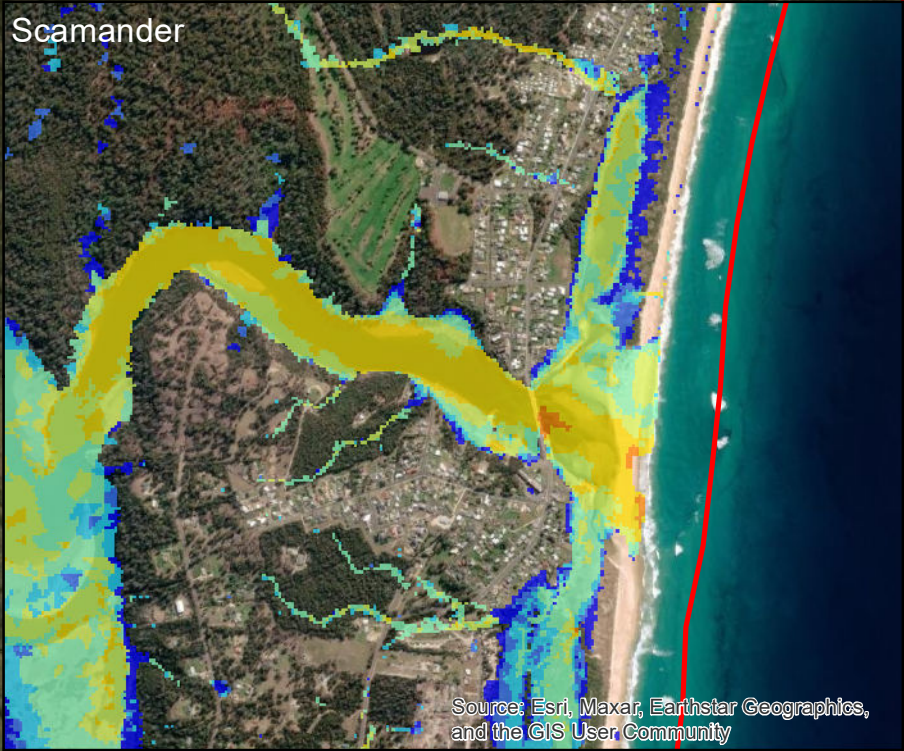 Scamander
Source: Esri, Maxar, Earthstar Geographics,
and the GIS User Community